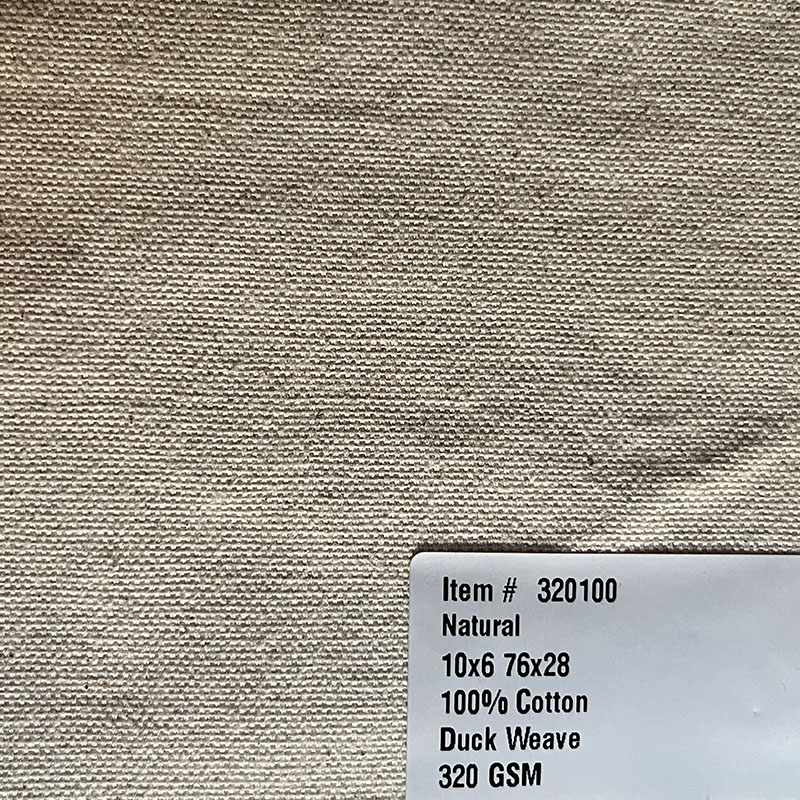 Item # 320100
Natural
10x6 76x28
100% Cotton
Duck Weave
320 GSM